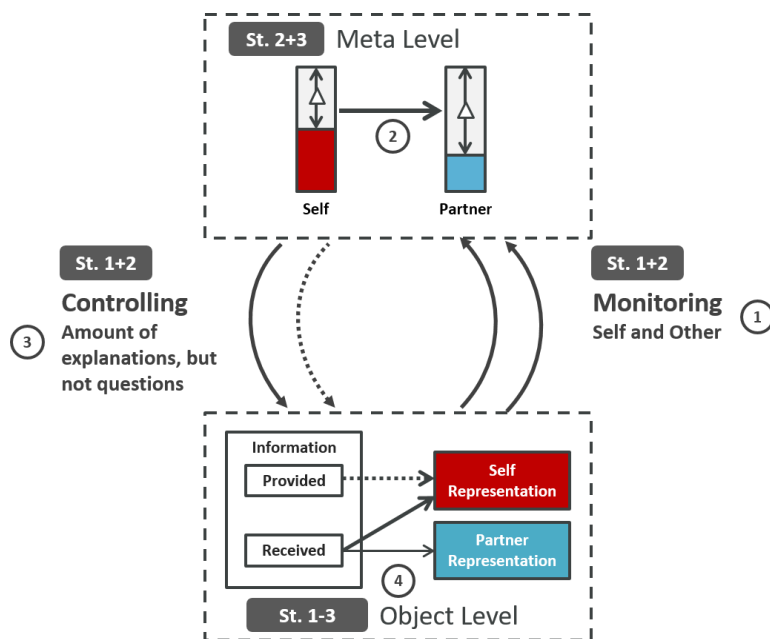 St. 2+3 Meta Level
2
Self
Partner
St. 1+2
Controlling
3
Amount of
explanations, but
not questions
St. 1+2
Monitoring
Self and Other
1
Information
Provided
Received
Self
Representation
Partner
Representation
4
St. 1-3 Object Level